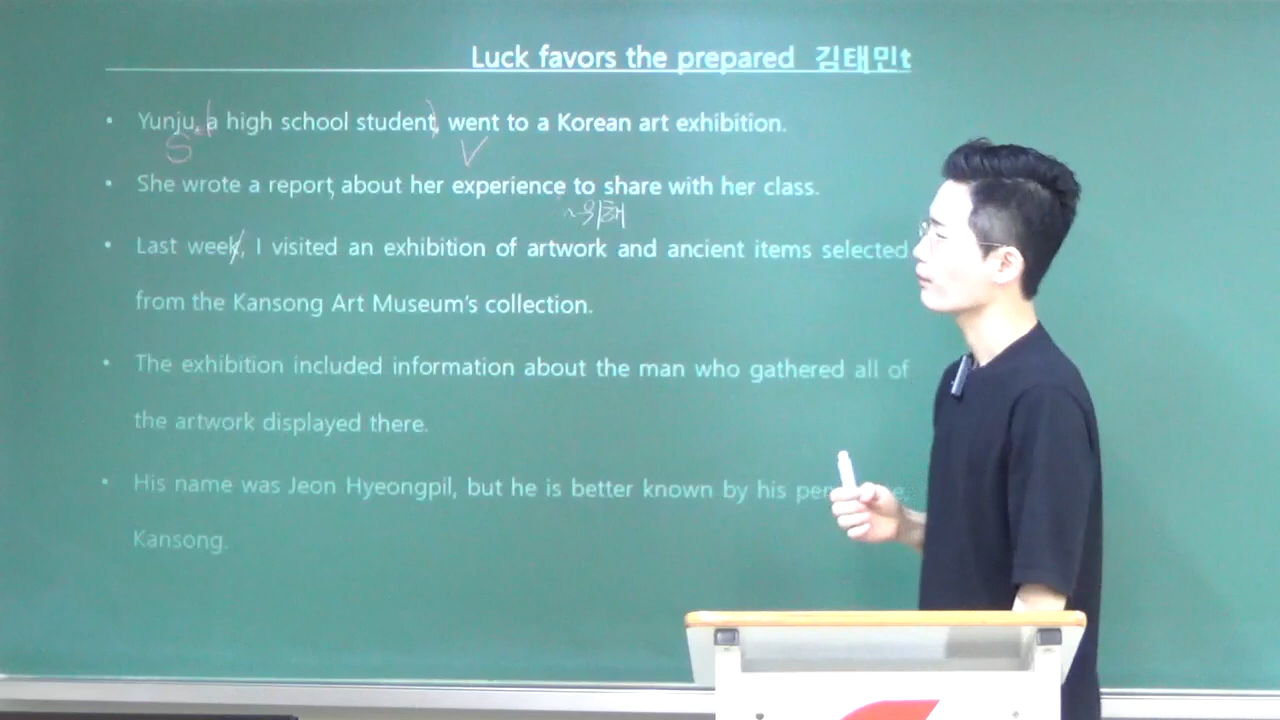 Luck favors the prepared 김태민t
• Yunju, (a high school student), went to a Korean art exhibition.
S V
• She wrote a report, about her experience to share with her class.
~위해
• Last week, I visited an exhibition of artwork and ancient items selected
from the Kansong Art Museum's collection.
• The exhibition included information about the man who gathered all of
the artwork displayed there.
• His name was Jeon Hyeongpil, but he is better known by his
Kansong.